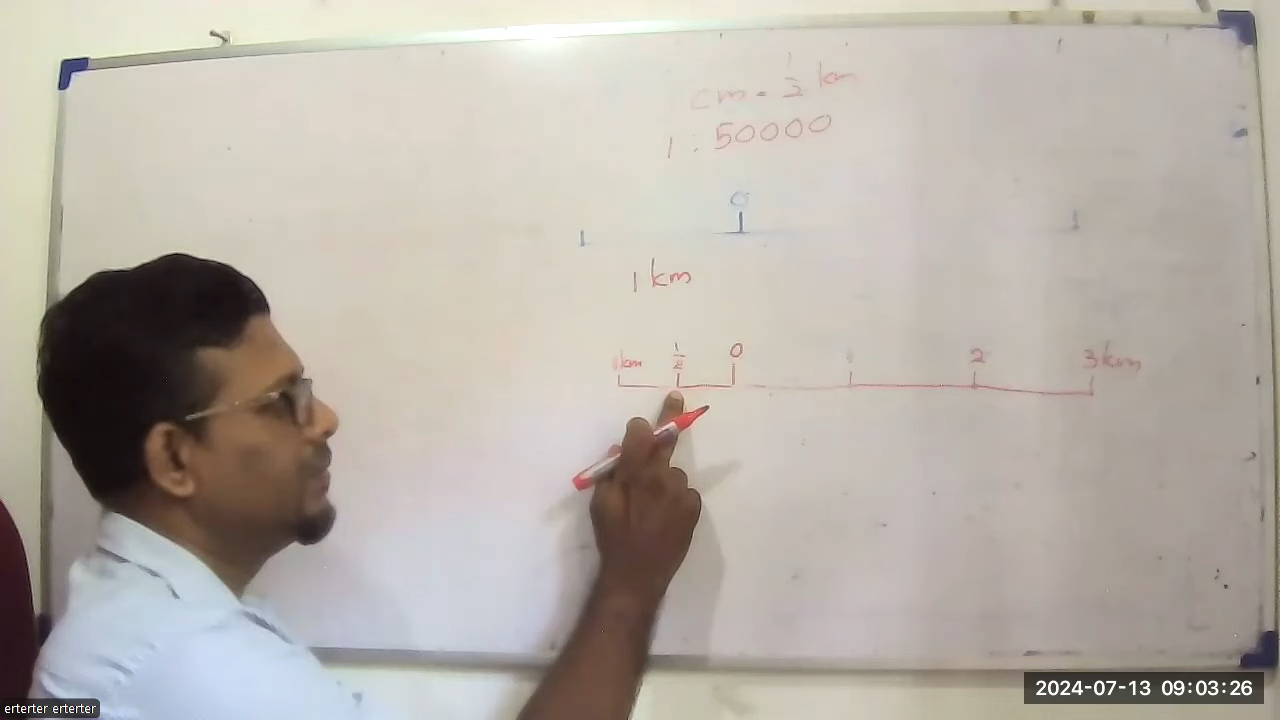 cm = 1/2 km
1 : 50000
0
1 km
1km 1/2 0 1 2 3km
2024-07-13 09:03:26
erterter erterter